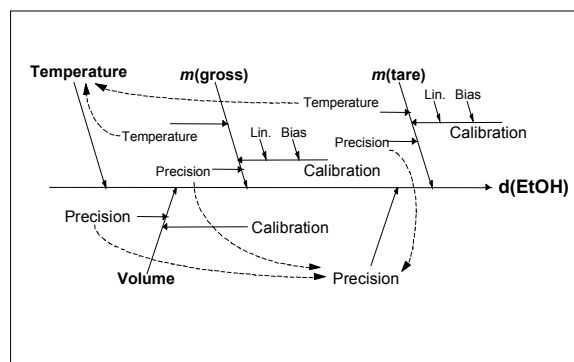 Temperature
m(gross)
m(tare)
Temperature
Lin. Bias
Temperature
Lin. Bias
Calibration
Precision
Precision
Calibration
d(EtOH)
Precision
Calibration
Volume
Precision